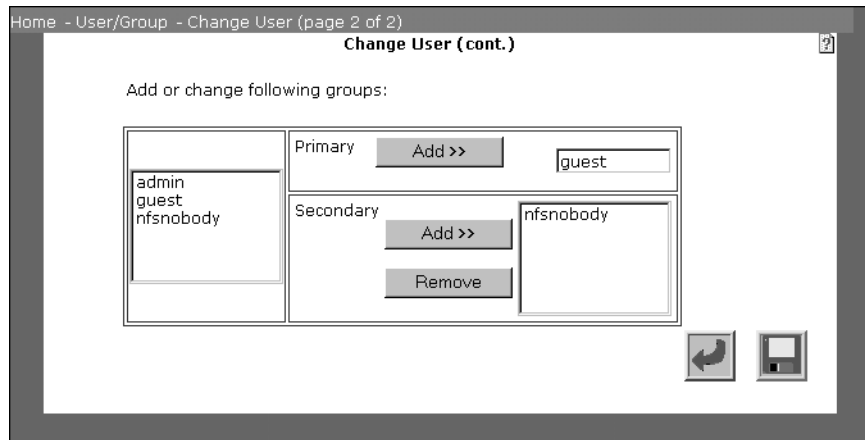 Home - User/Group - Change User (page 2 of 2)
Change User (cont.)
?
Add or change following groups:
Primary
Add >>
guest
admin
guest
nfsnobody
Secondary
Add >>
nfsnobody
Remove